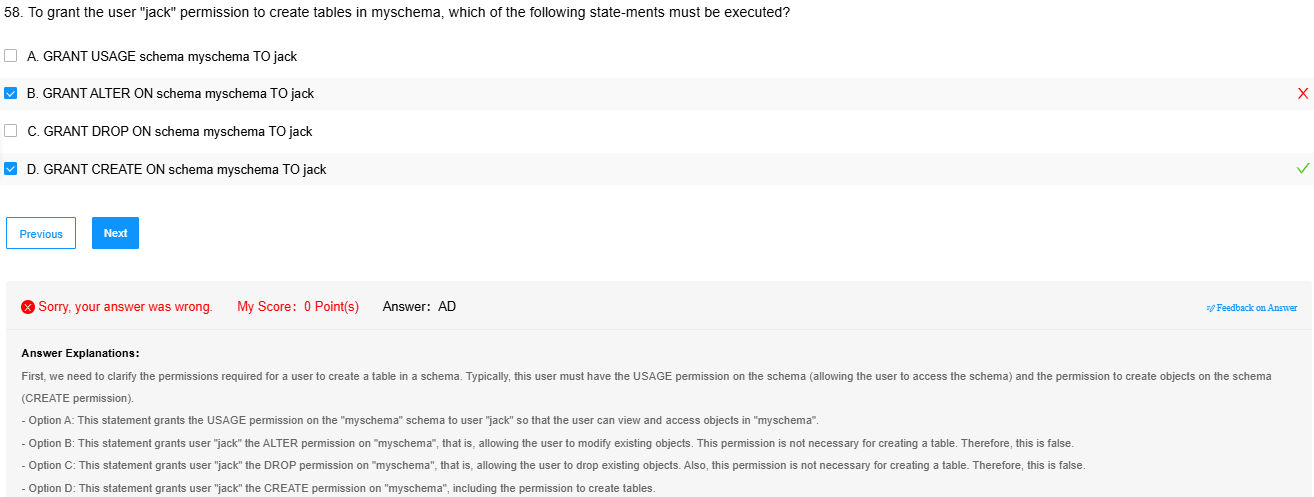 58. To grant the user "jack" permission to create tables in myschema, which of the following state-ments must be executed?
A. GRANT USAGE schema myschema TO jack
B. GRANT ALTER ON schema myschema TO jack
C. GRANT DROP ON schema myschema TO jack
D. GRANT CREATE ON schema myschema TO jack
Previous Next
Sorry, your answer was wrong. My Score: 0 Point(s) Answer: AD Feedback on Answer
Answer Explanations:
First, we need to clarify the permissions required for a user to create a table in a schema. Typically, this user must have the USAGE permission on the schema (allowing the user to access the schema) and the permission to create objects on the schema
(CREATE permission).
- Option A: This statement grants the USAGE permission on the "myschema" schema to user "jack" so that the user can view and access objects in "myschema".
- Option B: This statement grants user "jack" the ALTER permission on "myschema", that is, allowing the user to modify existing objects. This permission is not necessary for creating a table. Therefore, this is false.
- Option C: This statement grants user "jack" the DROP permission on "myschema", that is, allowing the user to drop existing objects. Also, this permission is not necessary for creating a table. Therefore, this is false.
- Option D: This statement grants user "jack" the CREATE permission on "myschema", including the permission to create tables.